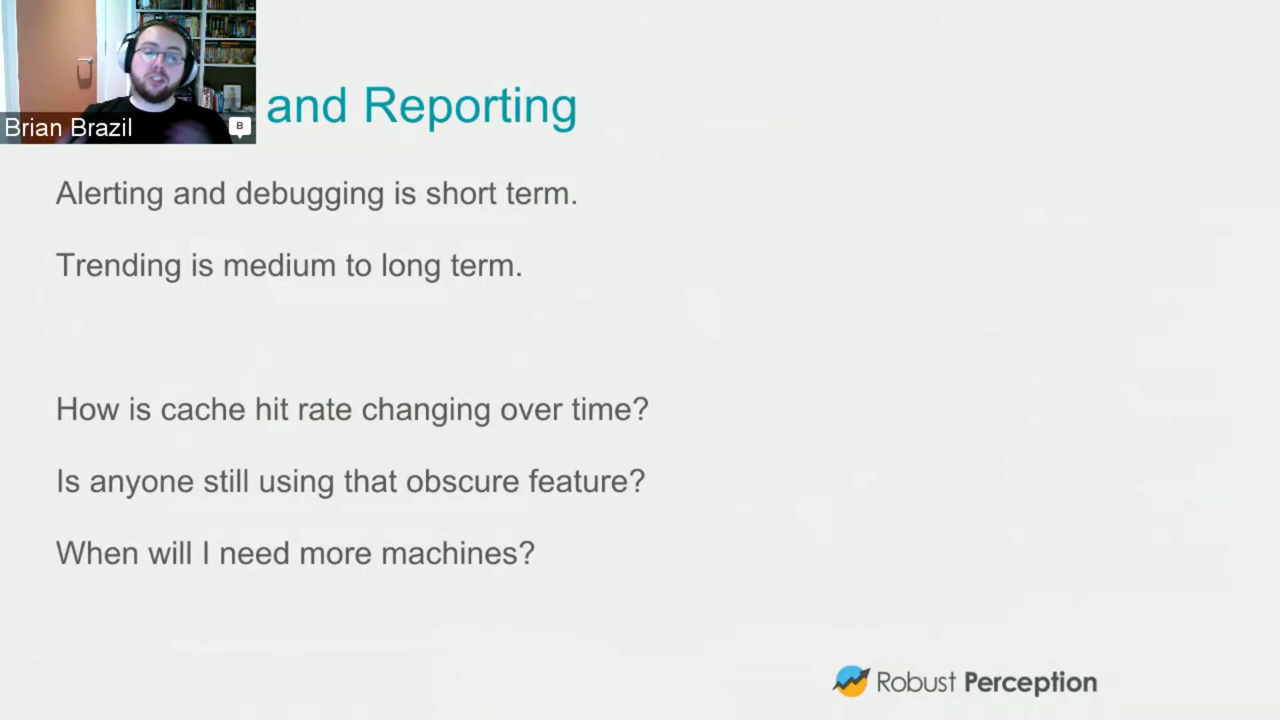 and Reporting
Brian Brazil
B
Alerting and debugging is short term.
Trending is medium to long term.
How is cache hit rate changing over time?
Is anyone still using that obscure feature?
When will I need more machines?
Robust Perception